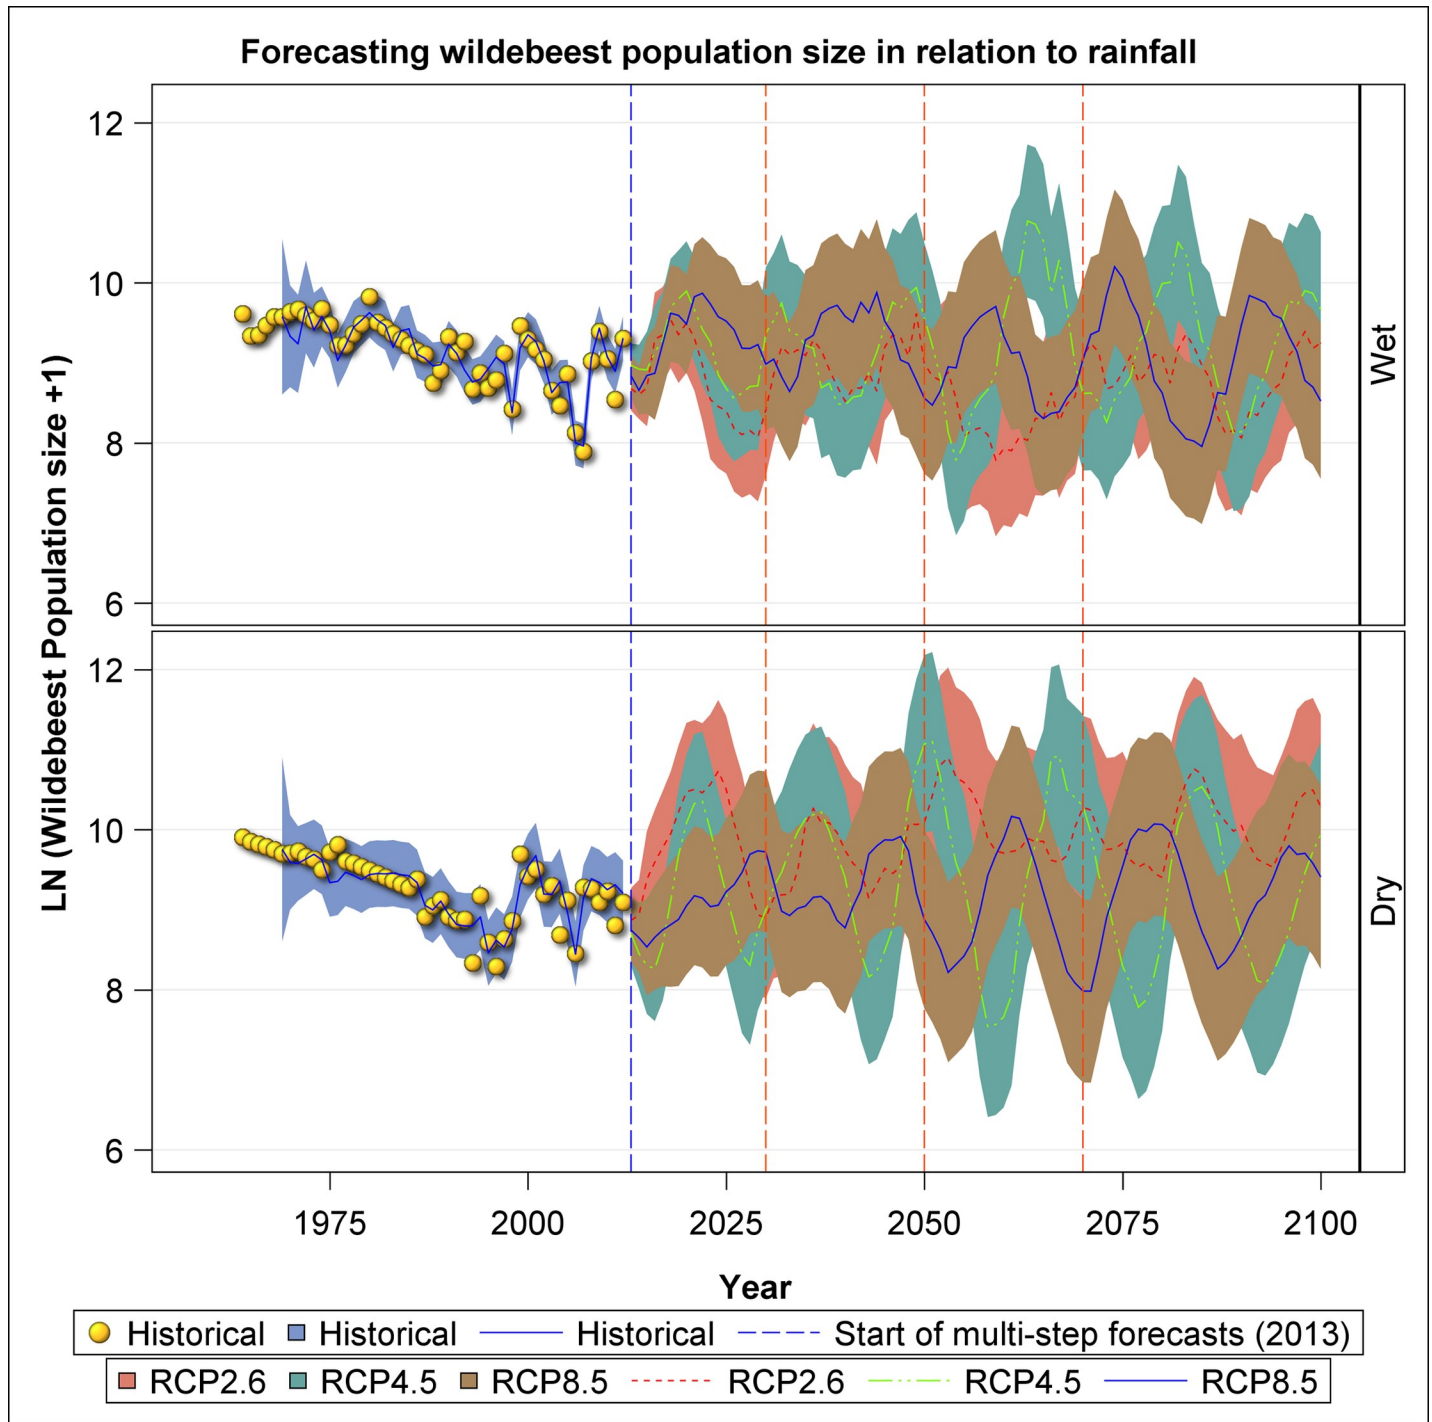 Forecasting wildebeest population size in relation to rainfall
LN (Wildebeest Population size +1)
12
10
8
6
Wet
12
10
8
6
Dry
1975 2000 2025 2050 2075 2100
Year
Historical Historical Historical Start of multi-step forecasts (2013)
RCP2.6 RCP4.5 RCP8.5 RCP2.6 RCP4.5 RCP8.5